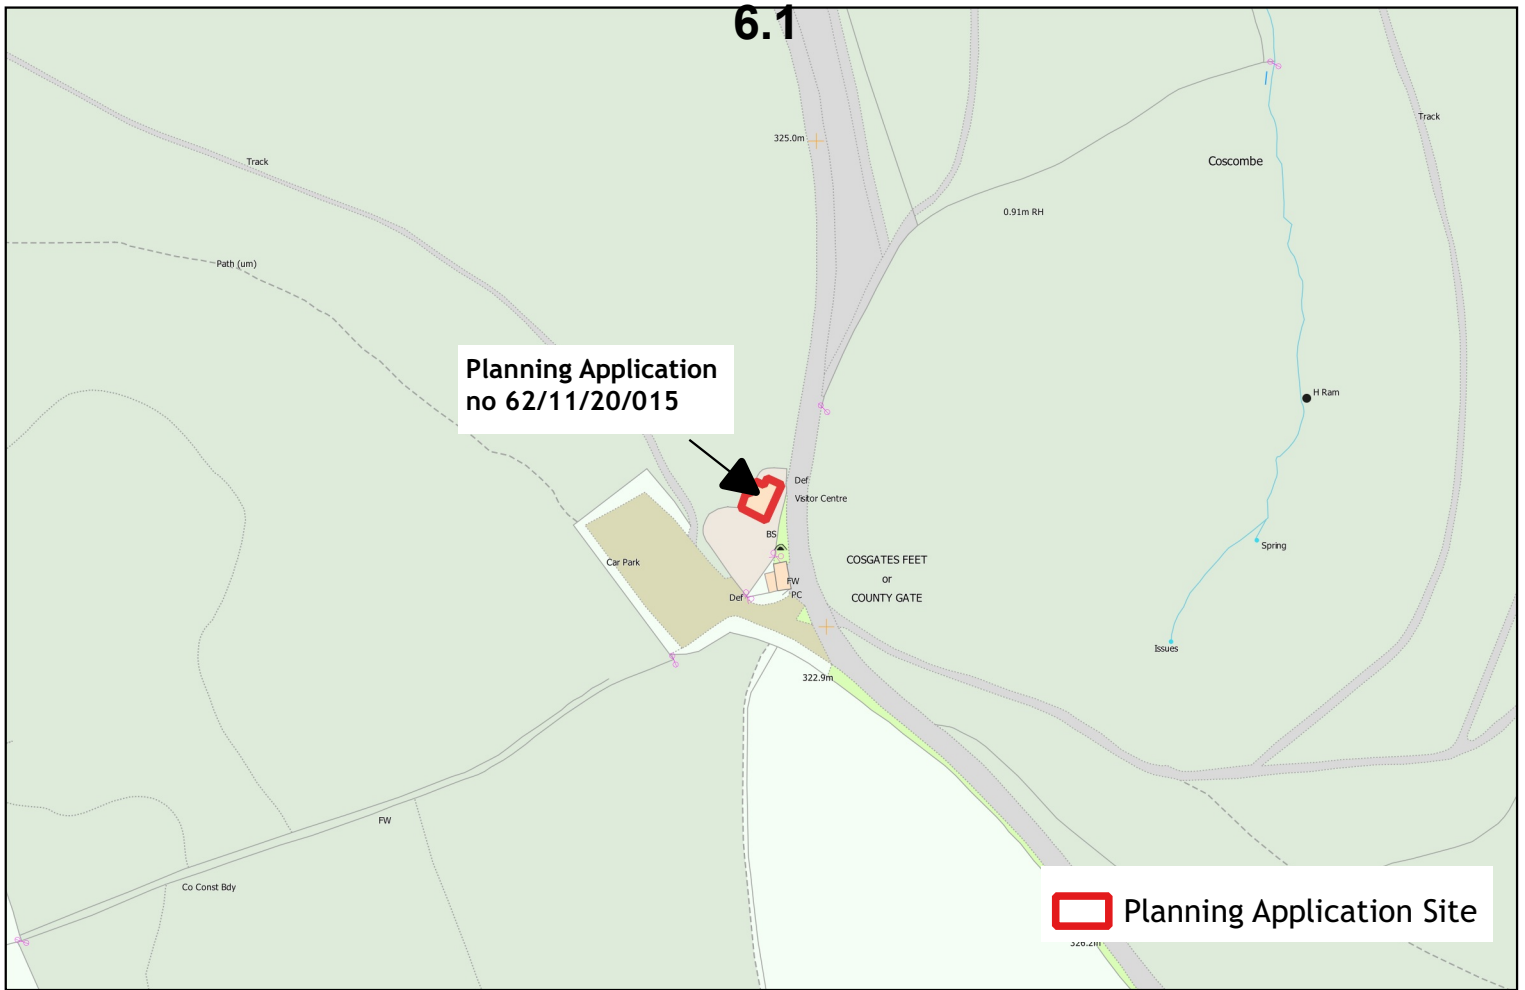 6.1
325.0m
Track
Track
Coscombe
0.91m RH
Path (um)
Planning Application
no 62/11/20/015
H Ram
Def
Visitor Centre
BS
Spring
Car Park
COSGATES FEET
or
COUNTY GATE
FW
PC
Def
Issues
322.9m
FW
Co Const Bdy
Planning Application Site
326.2m